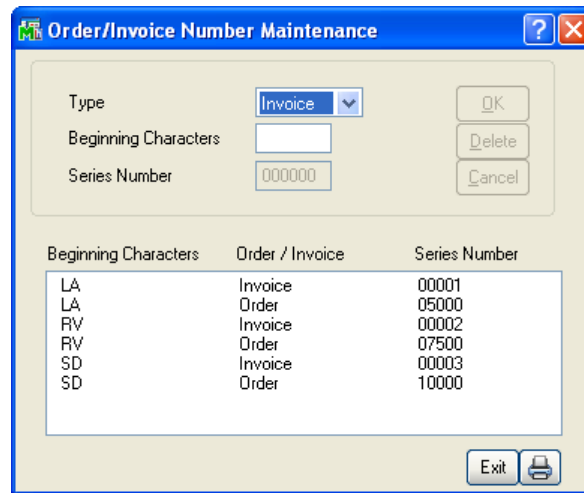 Order/Invoice Number Maintenance
Type Invoice OK
Beginning Characters Delete
Series Number 000000 Cancel
Beginning Characters Order / Invoice Series Number
LA Invoice 00001
LA Order 05000
RV Invoice 00002
RV Order 07500
SD Invoice 00003
SD Order 10000
Exit